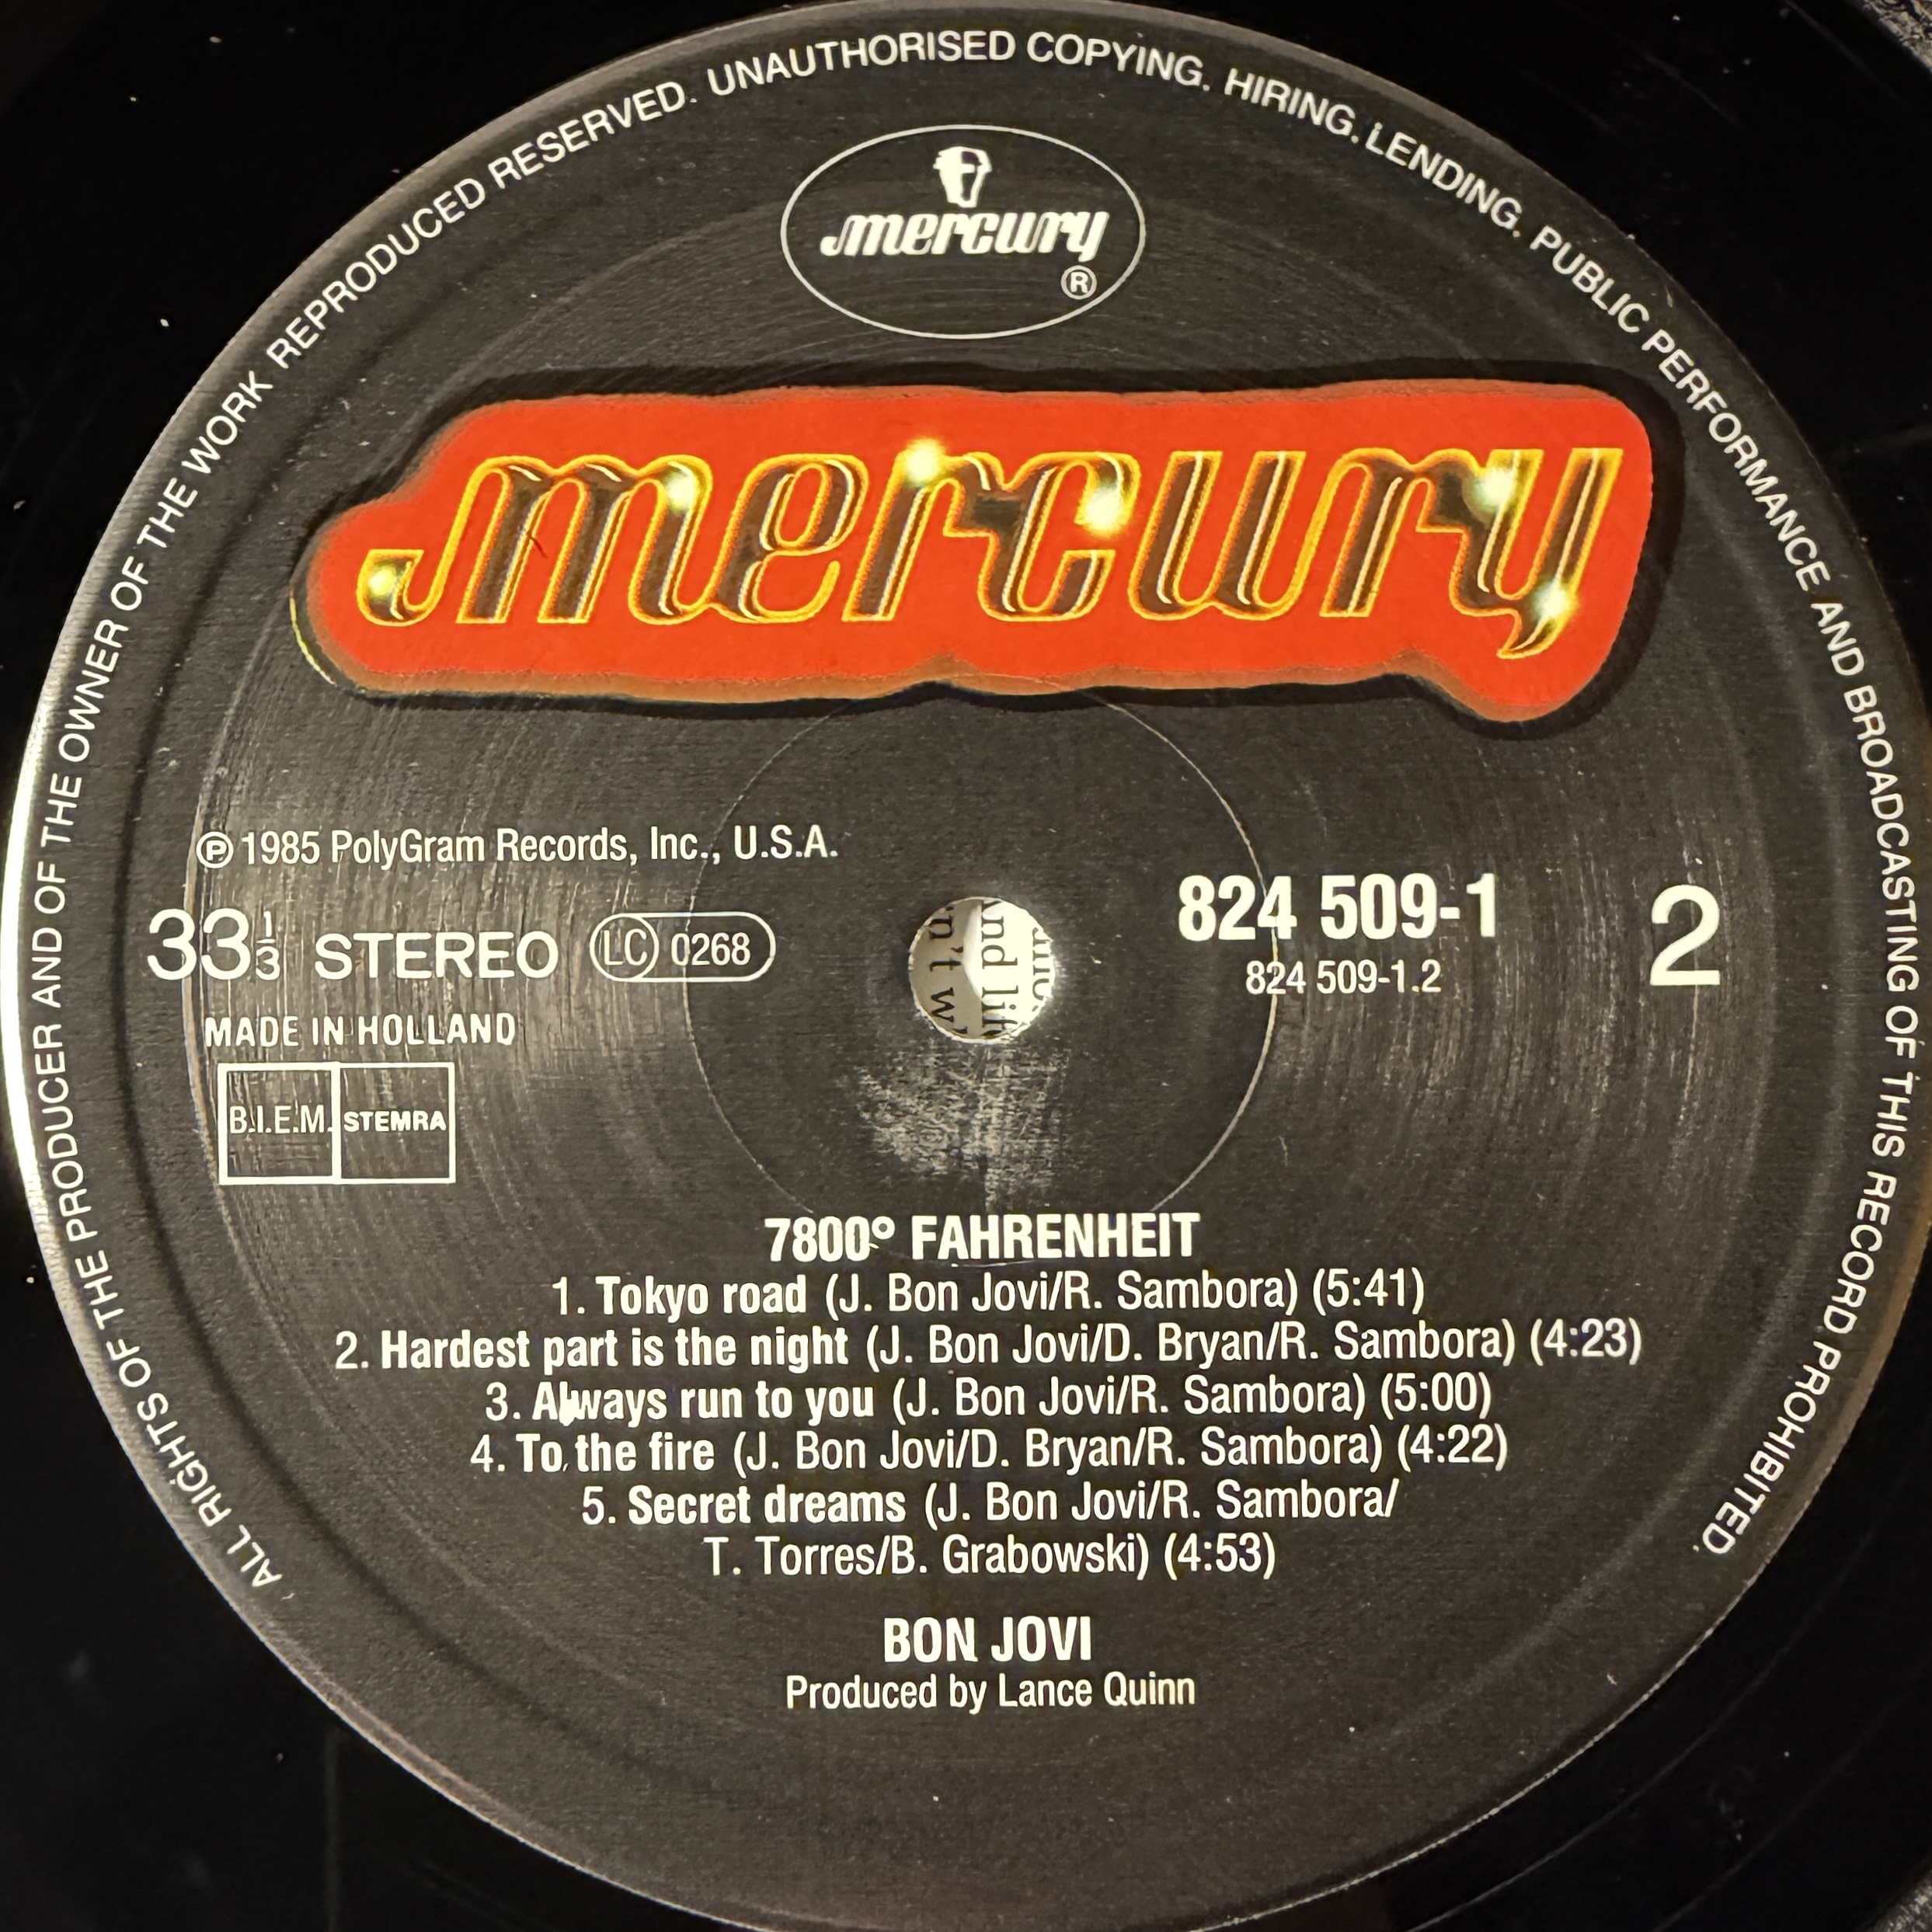 ALL RIGHTS OF THE PRODUCER AND OF THE OWNER OF THE WORK REPRODUCED RESERVED. UNAUTHORISED COPYING. HIRING. LENDING. PUBLIC PERFORMANCE AND BROADCASTING OF THIS RECORD PROHIBITED.
mercury
®
mercury
℗ 1985 PolyGram Records, Inc., U.S.A.
33⅓ STEREO LC 0268
824 509-1
824 509-1.2
2
MADE IN HOLLAND
B.I.E.M. STEMRA
7800° FAHRENHEIT
1. Tokyo road (J. Bon Jovi/R. Sambora) (5:41)
2. Hardest part is the night (J. Bon Jovi/D. Bryan/R. Sambora) (4:23)
3. Always run to you (J. Bon Jovi/R. Sambora) (5:00)
4. To the fire (J. Bon Jovi/D. Bryan/R. Sambora) (4:22)
5. Secret dreams (J. Bon Jovi/R. Sambora/
T. Torres/B. Grabowski) (4:53)
BON JOVI
Produced by Lance Quinn